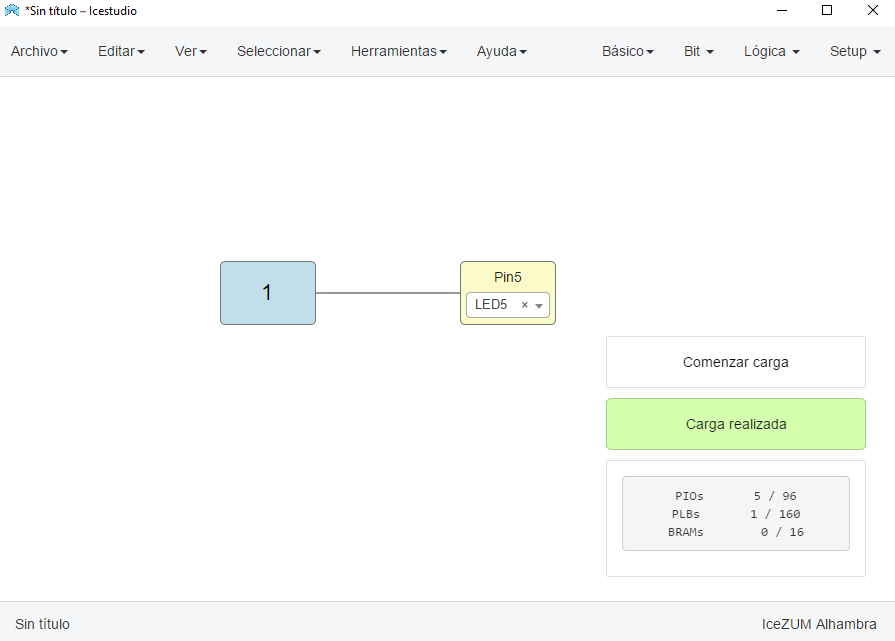 *Sin título – Icestudio
Archivo Editar Ver Seleccionar Herramientas Ayuda Básico Bit Lógica Setup
1
Pin5
LED5 ×
Comenzar carga
Carga realizada
PIOs 5 / 96
PLBs 1 / 160
BRAMs 0 / 16
Sin título IceZUM Alhambra